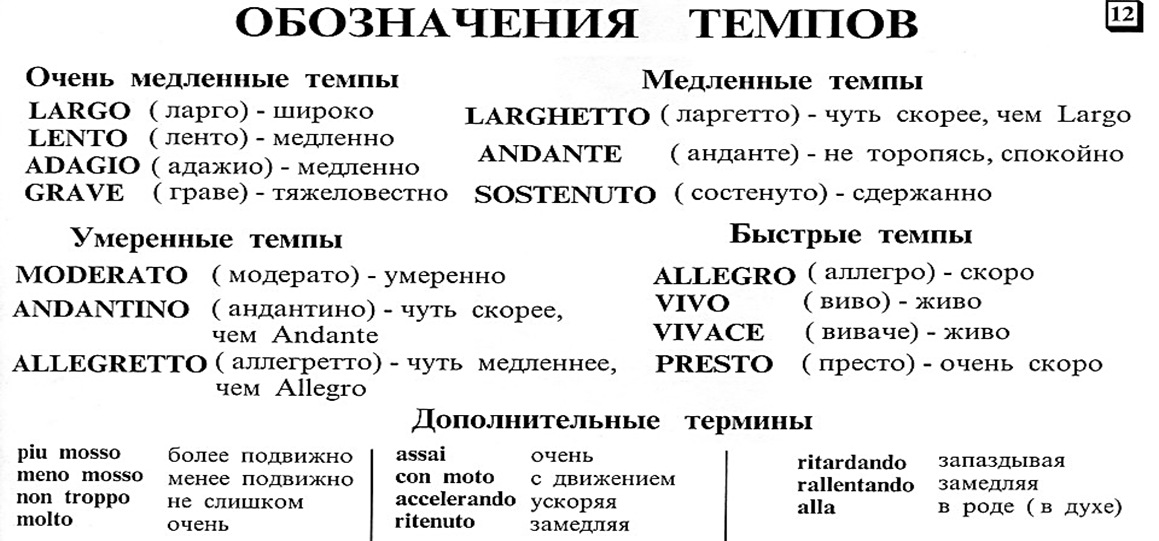 ОБОЗНАЧЕНИЯ ТЕМПОВ
12
Очень медленные темпы
LARGO ( ларго) - широко
LENTO ( ленто) - медленно
ADAGIO ( адажио) - медленно
GRAVE ( граве) - тяжеловестно
Медленные темпы
LARGHETTO ( ларгетто) - чуть скорее, чем Largo
ANDANTE ( анданте) - не торопясь, спокойно
SOSTENUTO ( состенуто) - сдержанно
Умеренные темпы
MODERATO ( модерато) - умеренно
ANDANTINO ( андантино) - чуть скорее,
чем Andante
ALLEGRETTO ( аллегретто) - чуть медленнее,
чем Allegro
Быстрые темпы
ALLEGRO ( аллегро) - скоро
VIVO ( виво) - живо
VIVACE ( виваче) - живо
PRESTO ( престо) - очень скоро
Дополнительные термины
piu mosso более подвижно
meno mosso менее подвижно
non troppo не слишком
molto очень
assai очень
con moto с движением
accelerando ускоряя
ritenuto замедляя
ritardando запаздывая
rallentando замедляя
alla в роде ( в духе)